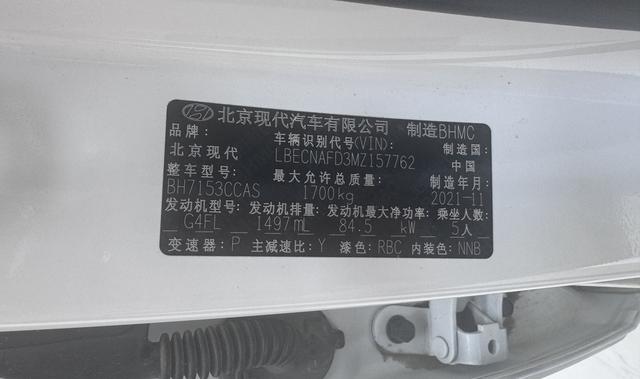 北京现代汽车有限公司 制造BHMC
品牌: 车辆识别代号(VIN): 制造国:
北京现代 LBECNAFD3MZ157762 中国
整车型号: 最大允许总质量: 制造年月:
BH7153CCAS 1700kg 2021-11
发动机型号: 发动机排量: 发动机最大净功率: 乘坐人数:
G4FL 1497mL 84.5 kW 5人
变速器: P 主减速比: Y 漆色: RBC 内装色: NNB